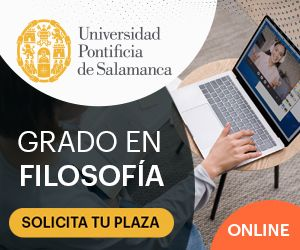 Universidad
Pontificia
de Salamanca
GRADO EN
FILOSOFÍA
SOLICITA TU PLAZA
ONLINE